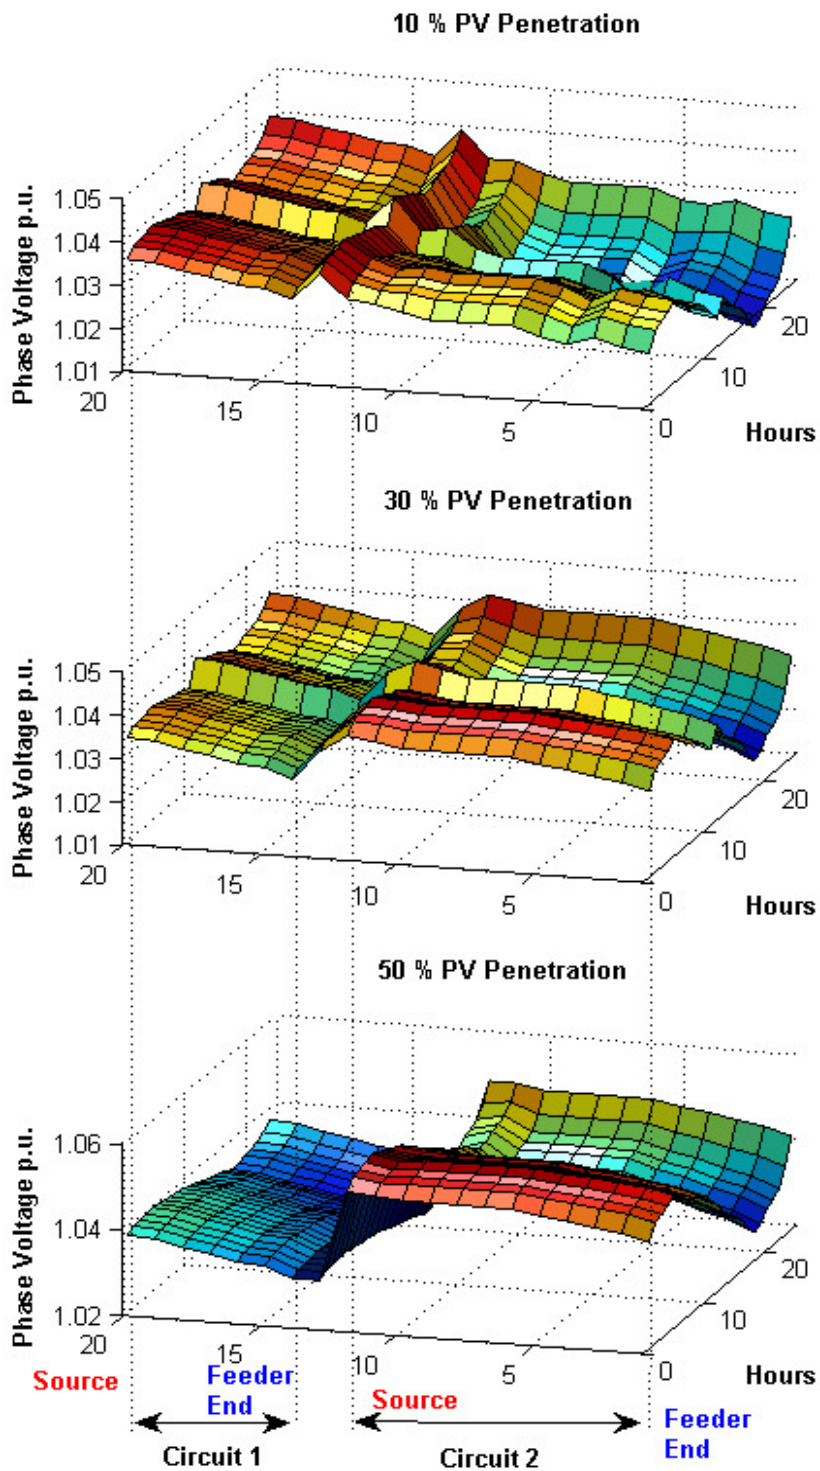 10 % PV Penetration
Phase Voltage p.u.
1.05
1.04
1.03
1.02
1.01
20
15
10
5
0
10
20
Hours
30 % PV Penetration
Phase Voltage p.u.
1.05
1.04
1.03
1.02
1.01
20
15
10
5
0
10
20
Hours
50 % PV Penetration
Phase Voltage p.u.
1.06
1.04
1.02
20
15
10
5
0
10
20
Hours
Source
Feeder
End
Source
Feeder
End
Circuit 1
Circuit 2